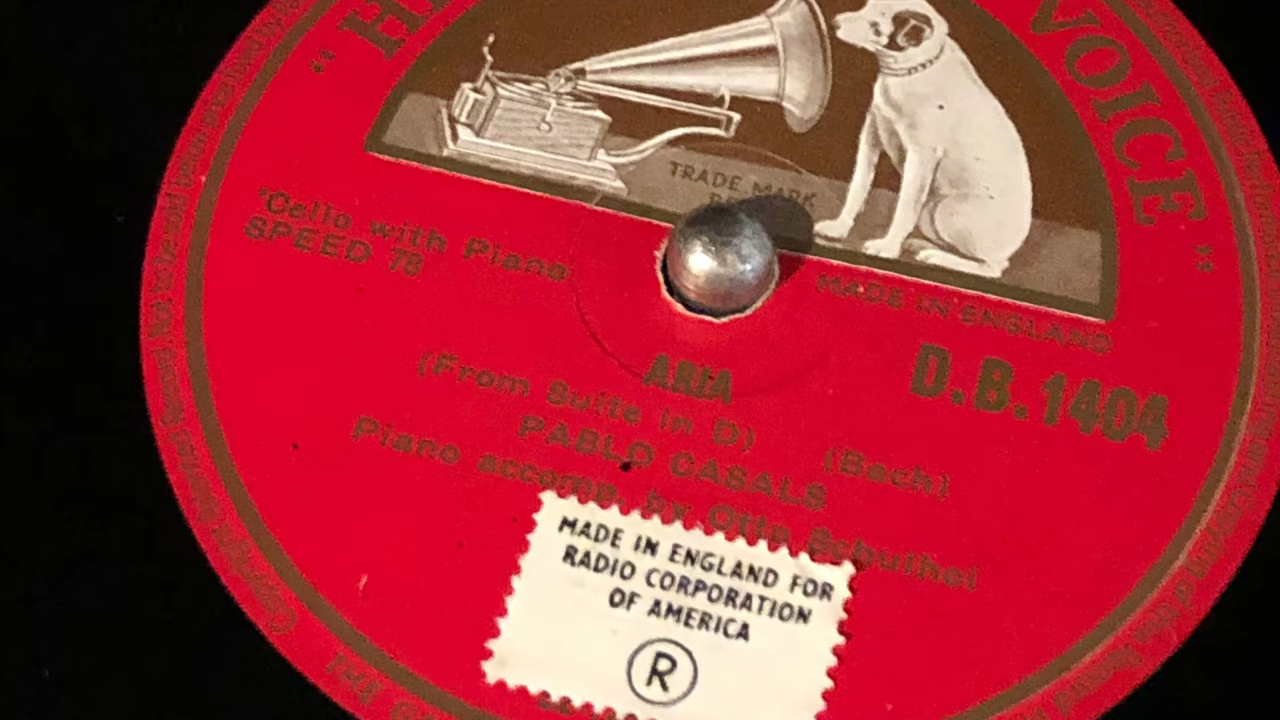 "HI
VOICE"
TRADE MARK
'Cello with Piano
SPEED 78
MADE IN ENGLAND
D.B.1404
ARIA
(From Suite in D) (Bach)
PABLO CASALS
Piano accomp. by Otto Schulhof
MADE IN ENGLAND FOR
RADIO CORPORATION
OF AMERICA
R